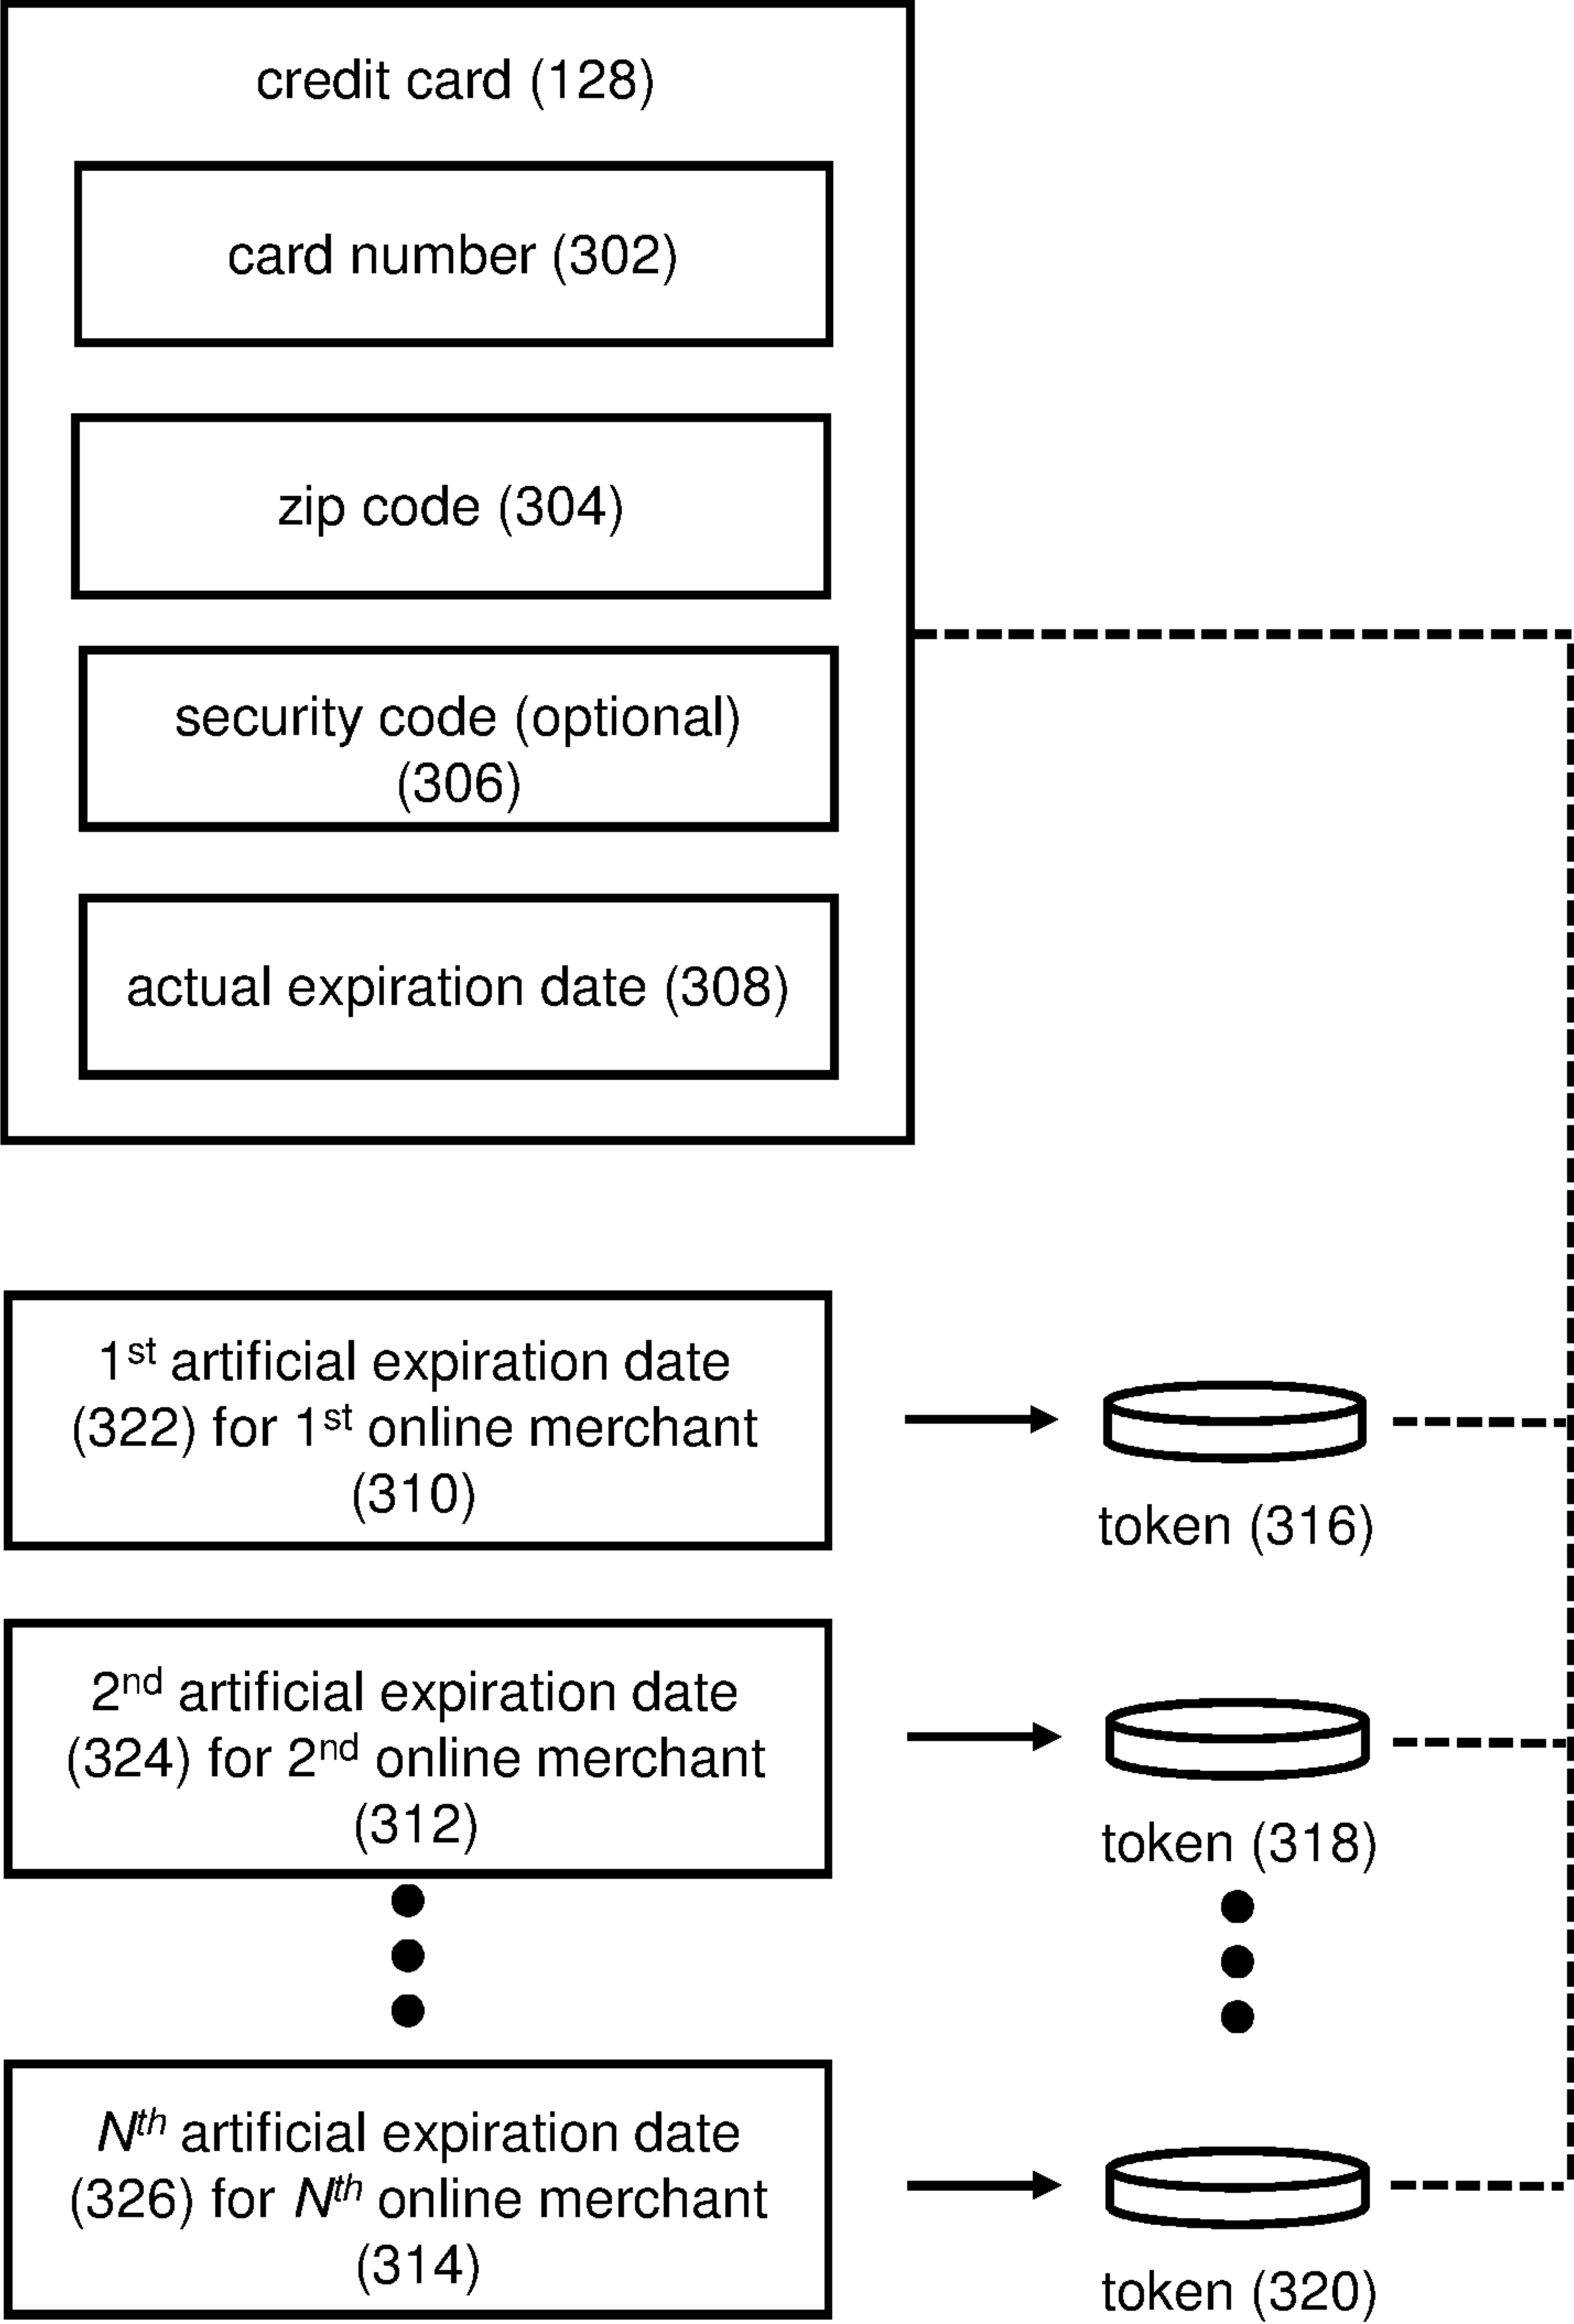 credit card (128)
card number (302)
zip code (304)
security code (optional)
(306)
actual expiration date (308)
1st artificial expiration date
(322) for 1st online merchant
(310)
token (316)
2nd artificial expiration date
(324) for 2nd online merchant
(312)
token (318)
Nth artificial expiration date
(326) for Nth online merchant
(314)
token (320)